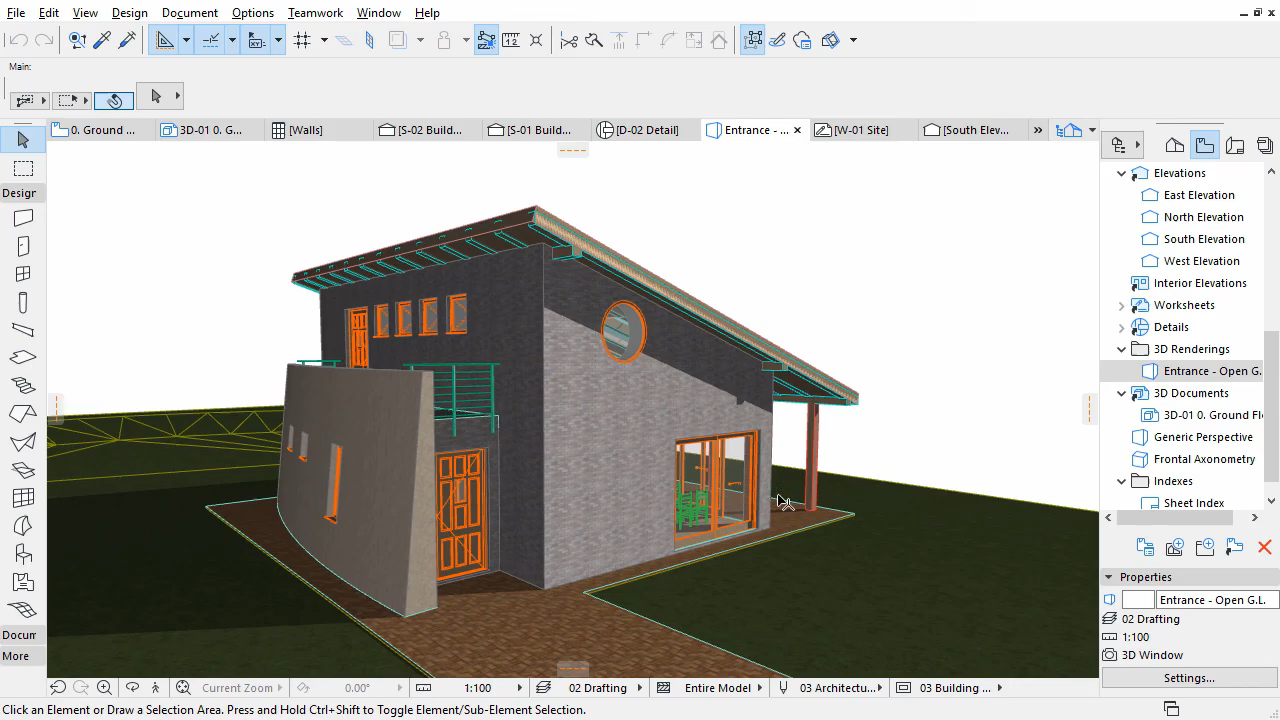 File Edit View Design Document Options Teamwork Window Help
Main:
0. Ground ... 3D-01 0. G... [Walls] [S-02 Build... [S-01 Build... [D-02 Detail] Entrance - ... [W-01 Site] [South Elev...
Design
Docum
More
Elevations
East Elevation
North Elevation
South Elevation
West Elevation
Interior Elevations
Worksheets
Details
3D Renderings
Entrance - Open G.
3D Documents
3D-01 0. Ground Fl
Generic Perspective
Frontal Axonometry
Indexes
Sheet Index
Properties
Entrance - Open G.L.
02 Drafting
1:100
3D Window
Settings...
Current Zoom 0.00° 1:100 02 Drafting Entire Model 03 Architectu... 03 Building ...
Click an Element or Draw a Selection Area. Press and Hold Ctrl+Shift to Toggle Element/Sub-Element Selection.